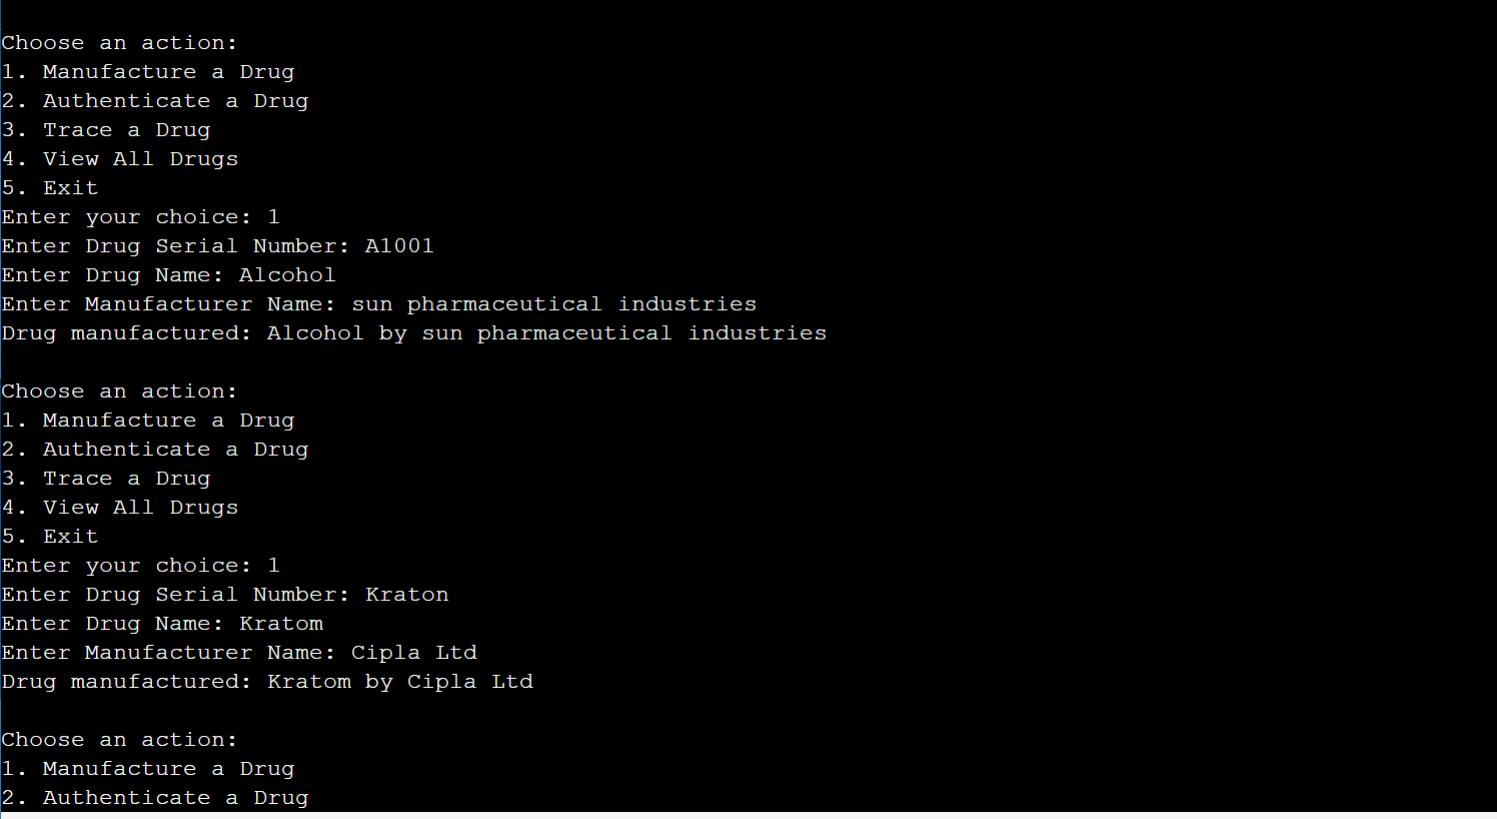 Choose an action:
1. Manufacture a Drug
2. Authenticate a Drug
3. Trace a Drug
4. View All Drugs
5. Exit
Enter your choice: 1
Enter Drug Serial Number: A1001
Enter Drug Name: Alcohol
Enter Manufacturer Name: sun pharmaceutical industries
Drug manufactured: Alcohol by sun pharmaceutical industries
Choose an action:
1. Manufacture a Drug
2. Authenticate a Drug
3. Trace a Drug
4. View All Drugs
5. Exit
Enter your choice: 1
Enter Drug Serial Number: Kraton
Enter Drug Name: Kratom
Enter Manufacturer Name: Cipla Ltd
Drug manufactured: Kratom by Cipla Ltd
Choose an action:
1. Manufacture a Drug
2. Authenticate a Drug